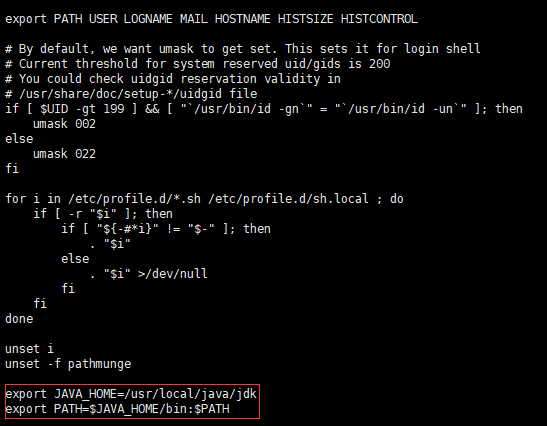 export PATH USER LOGNAME MAIL HOSTNAME HISTSIZE HISTCONTROL

# By default, we want umask to get set. This sets it for login shell
# Current threshold for system reserved uid/gids is 200
# You could check uidgid reservation validity in
# /usr/share/doc/setup-*/uidgid file
if [ $UID -gt 199 ] && [ "`/usr/bin/id -gn`" = "`/usr/bin/id -un`" ]; then
    umask 002
else
    umask 022
fi

for i in /etc/profile.d/*.sh /etc/profile.d/sh.local ; do
    if [ -r "$i" ]; then
        if [ "${-#*i}" != "$-" ]; then
            . "$i"
        else
            . "$i" >/dev/null
        fi
    fi
done

unset i
unset -f pathmunge

export JAVA_HOME=/usr/local/java/jdk
export PATH=$JAVA_HOME/bin:$PATH